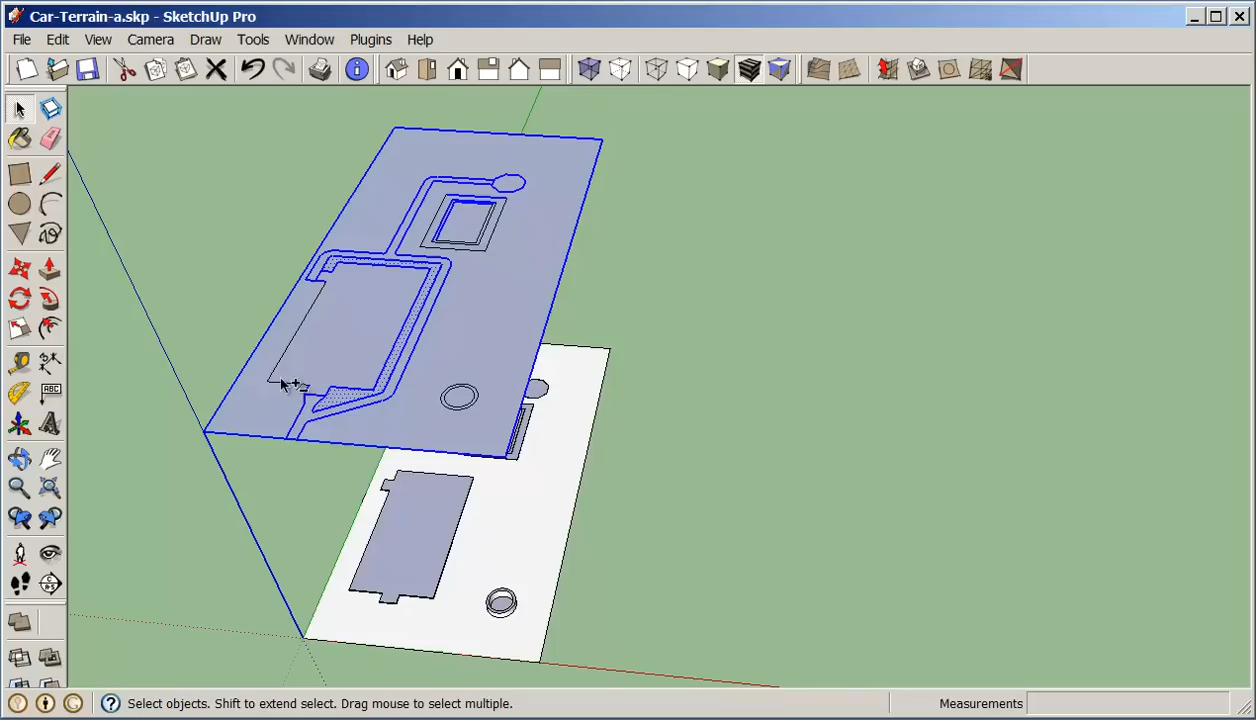 Car-Terrain-a.skp - SketchUp Pro
File Edit View Camera Draw Tools Window Plugins Help
ABC
A
Select objects. Shift to extend select. Drag mouse to select multiple.
Measurements